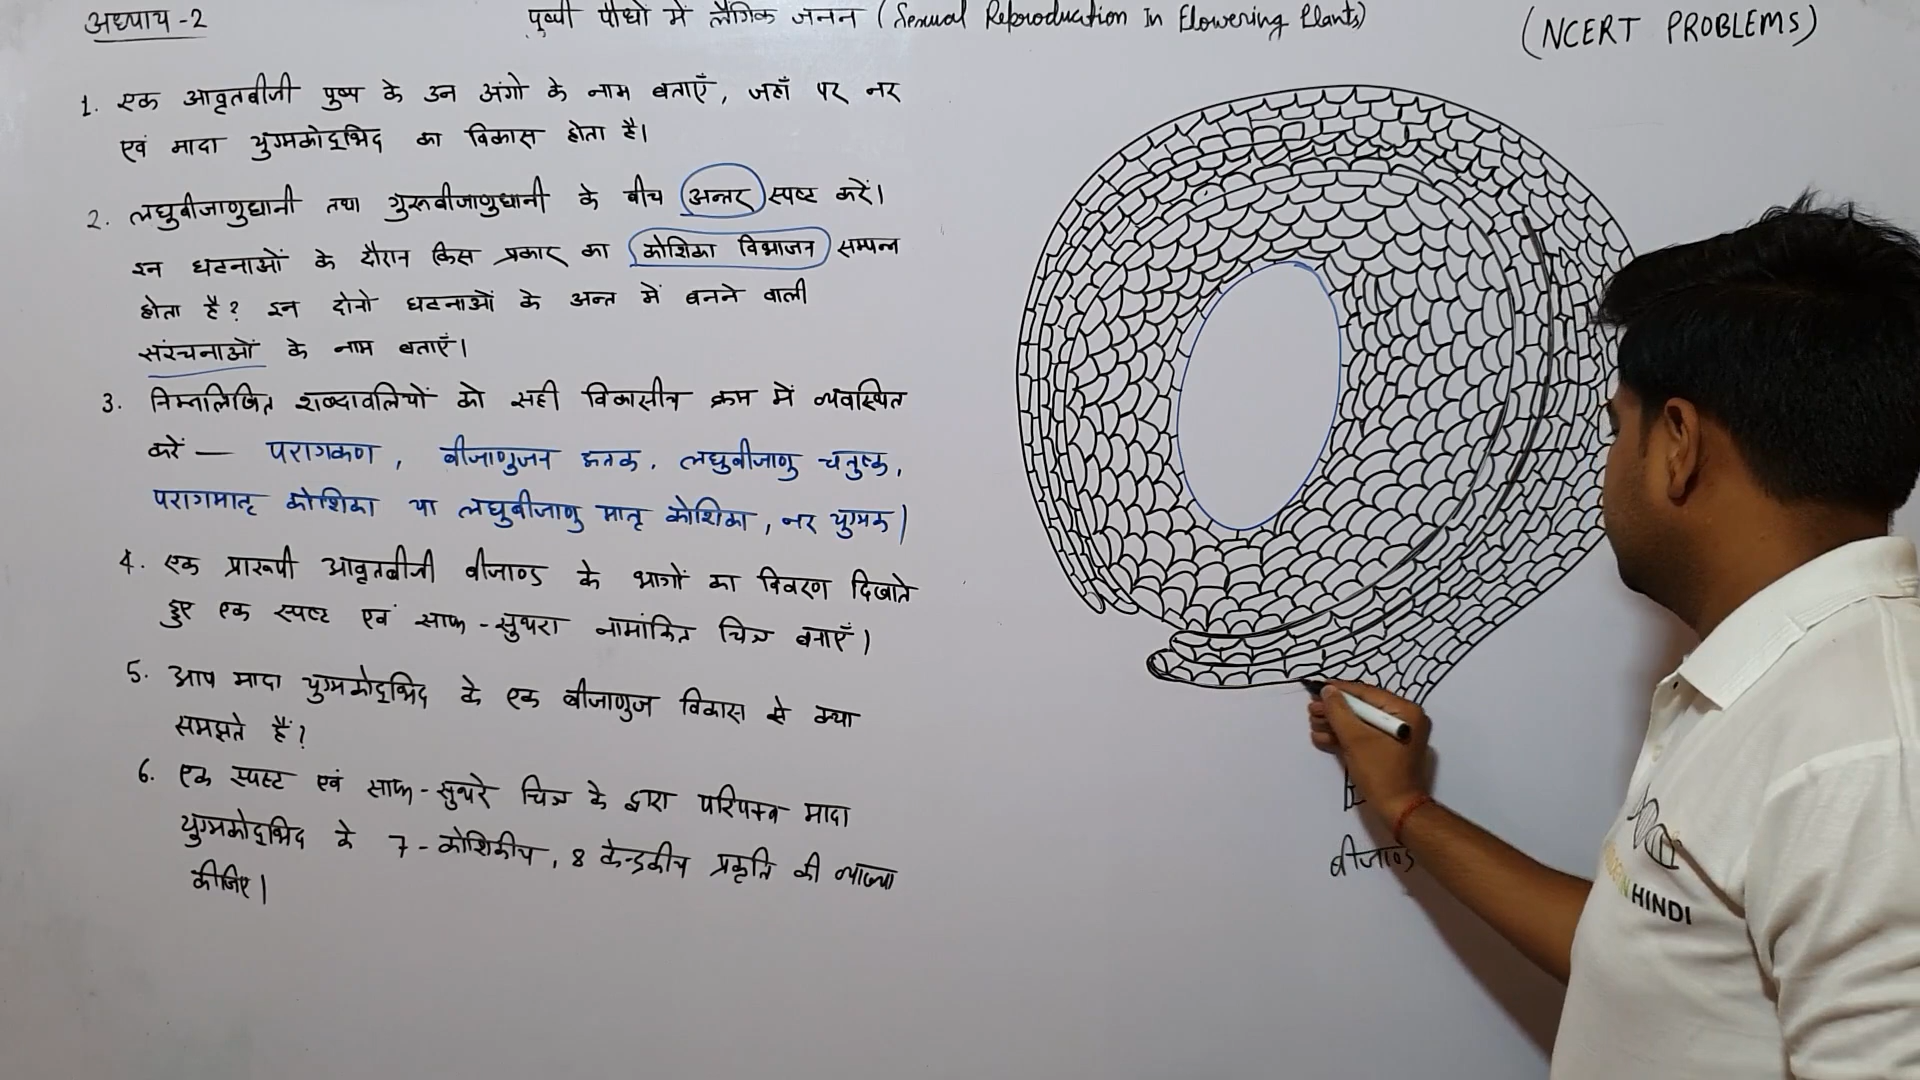 अध्याय -2
पुष्पी पौधों में लैंगिक जनन (Sexual Reproduction In Flowering Plants)
(NCERT PROBLEMS)
1. एक आवृतबीजी पुष्प के उन अंगो के नाम बताएँ, जहाँ पर नर
एवं मादा युग्मकोद्भिद का विकास होता है।
2. लघुबीजाणुधानी तथा गुरूबीजाणुधानी के बीच अन्तर स्पष्ट करें।
इन घटनाओं के दौरान किस प्रकार का कोशिका विभाजन सम्पन्न
होता है? इन दोनो घटनाओं के अन्त में बनने वाली
संरंचनाओं के नाम बताएँ।
3. निम्नलिखित शब्दावलियों को सही विकासीय क्रम में व्यवस्थित
करें — परागकण, बीजाणुजन ऊतक, लघुबीजाणु चतुष्क,
परागमातृ कोशिका या लघुबीजाणु मातृ कोशिका, नर युग्मक।
4. एक प्रारूपी आवृतबीजी बीजाण्ड के भागों का विवरण दिखाते
हुए एक स्पष्ट एवं साफ-सुथरा नामांकित चित्र बनाएँ।
5. आप मादा युग्मकोद्भिद के एक बीजाणुज विकास से क्या
समझते हैं?
6. एक स्पस्ट एवं साफ-सुथरे चित्र के द्वारा परिपक्व मादा
युग्मकोद्भिद के 7-कोशिकीय, 8 केन्द्रकीय प्रकृति की व्याख्या
कीजिए।
बीजाण्ड
HINDI